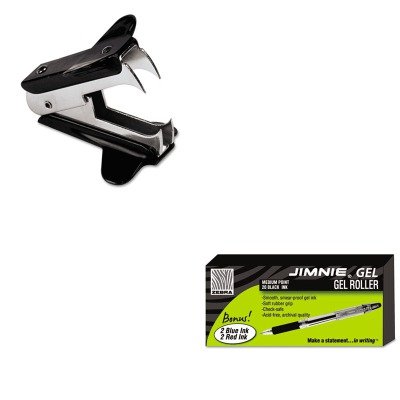 JIMNIE® GEL
GEL ROLLER
MEDIUM POINT
20 BLACK INK
ZEBRA
-Smooth, smear-proof gel ink
-Soft rubber grip
-Check-safe
-Acid free, archival quality
Bonus!
2 Blue Ink
2 Red Ink
Make a statement...in writing™